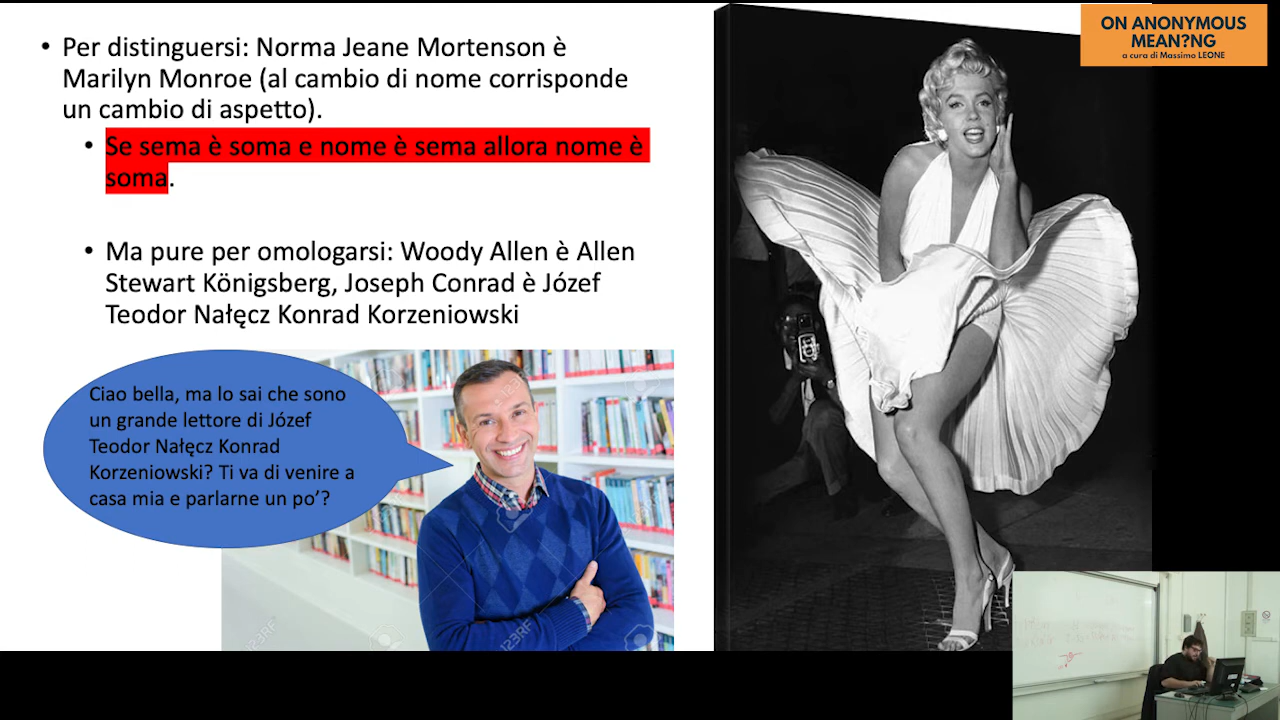 • Per distinguersi: Norma Jeane Mortenson è
Marilyn Monroe (al cambio di nome corrisponde
un cambio di aspetto).
• Se sema è soma e nome è sema allora nome è
soma.
• Ma pure per omologarsi: Woody Allen è Allen
Stewart Königsberg, Joseph Conrad è Józef
Teodor Nałęcz Konrad Korzeniowski
Ciao bella, ma lo sai che sono
un grande lettore di Józef
Teodor Nałęcz Konrad
Korzeniowski? Ti va di venire a
casa mia e parlarne un po’?
ON ANONYMOUS
MEAN?NG
a cura di Massimo LEONE
123RF
123RF
123RF